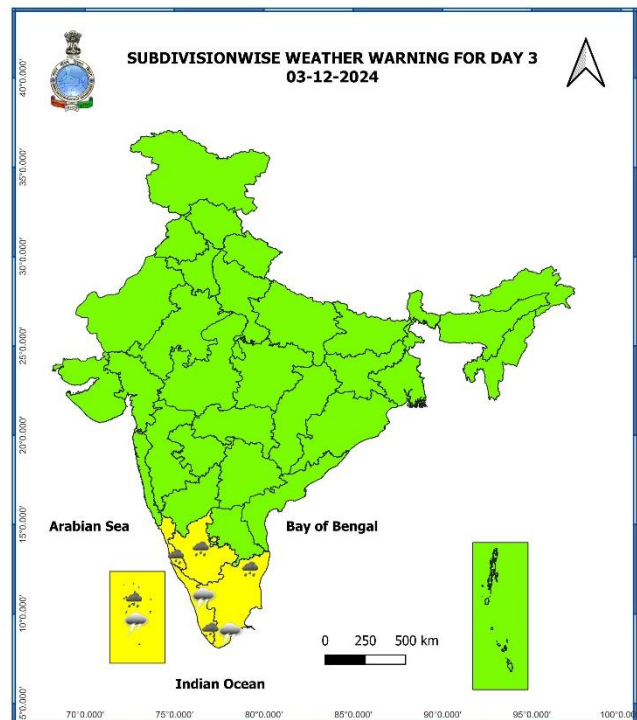 SUBDIVISIONWISE WEATHER WARNING FOR DAY 3
03-12-2024
40°0.000'
35°0.000'
30°0.000'
25°0.000'
20°0.000'
15°0.000'
10°0.000'
5°0.000'
Arabian Sea
Bay of Bengal
0 250 500 km
Indian Ocean
70°0.000' 75°0.000' 80°0.000' 85°0.000' 90°0.000' 95°0.000' 100°0.00